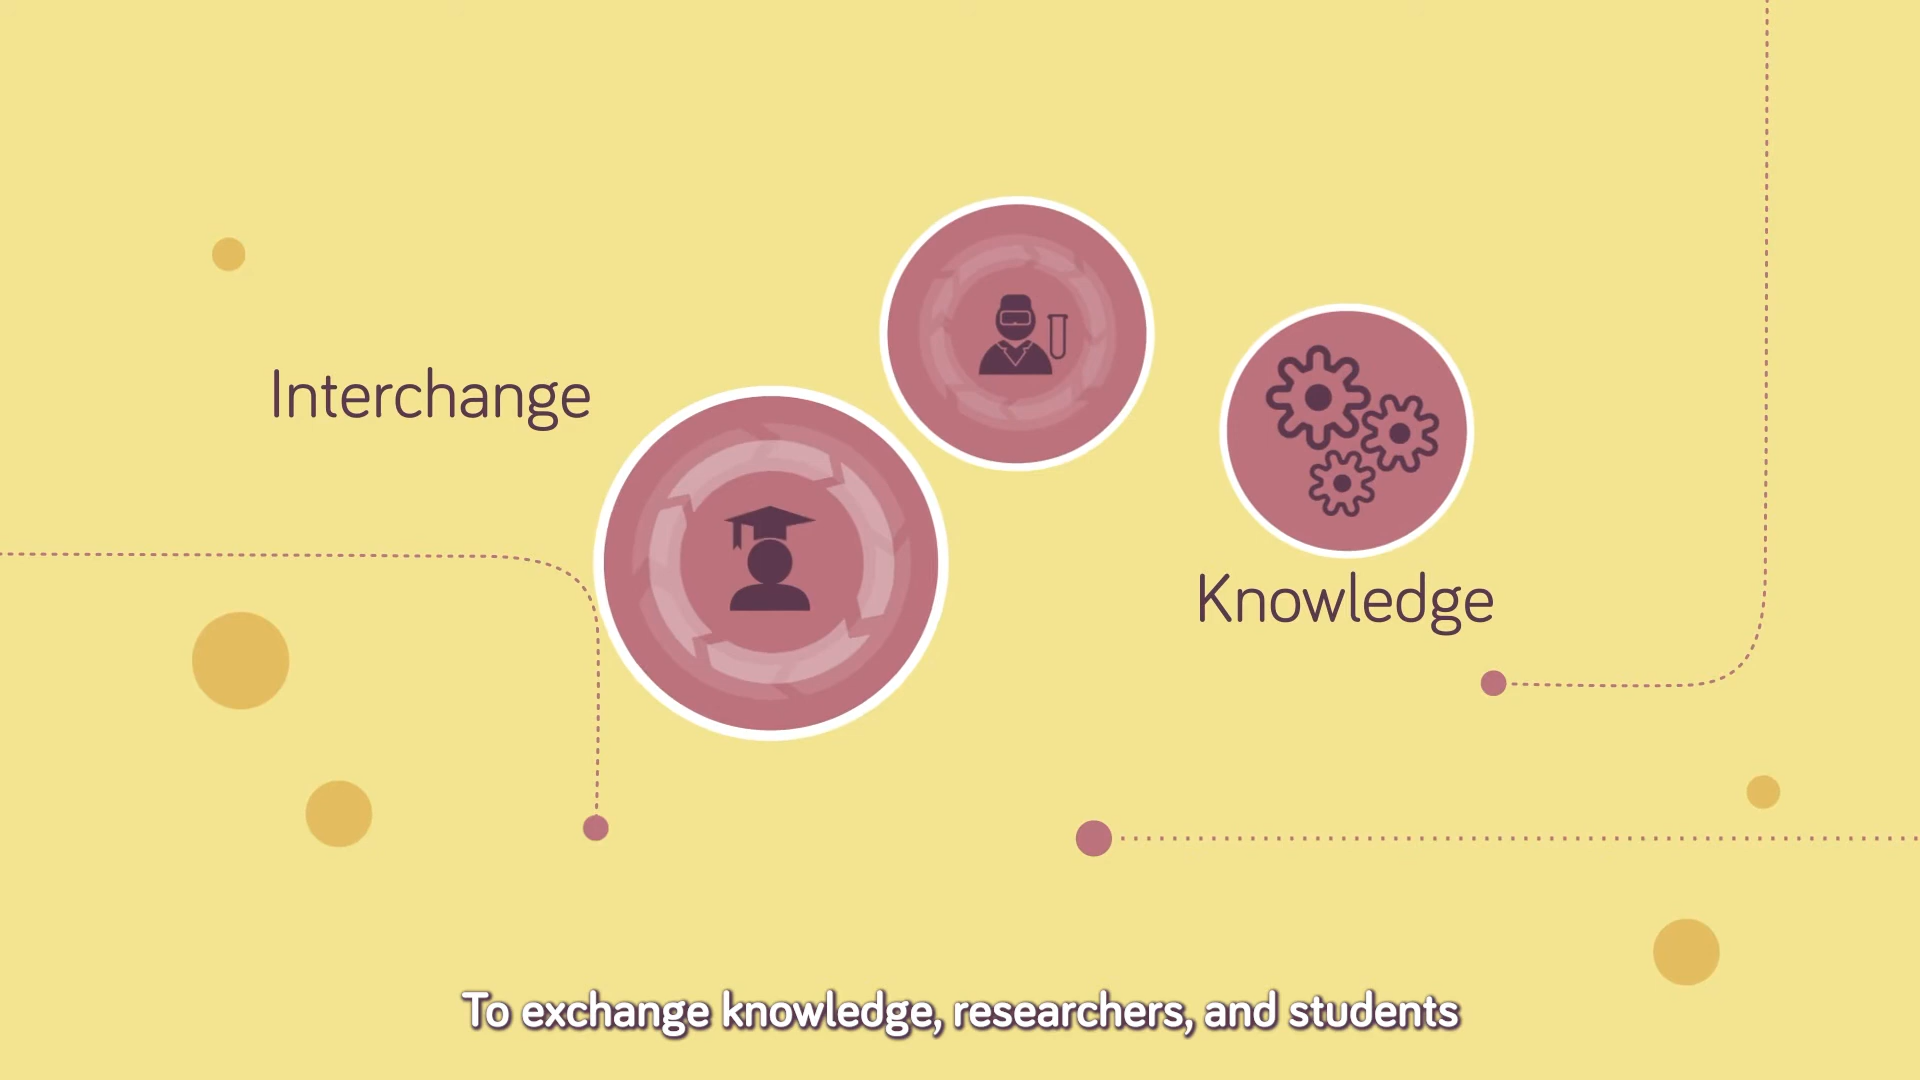 Interchange
Knowledge
To exchange knowledge, researchers, and students